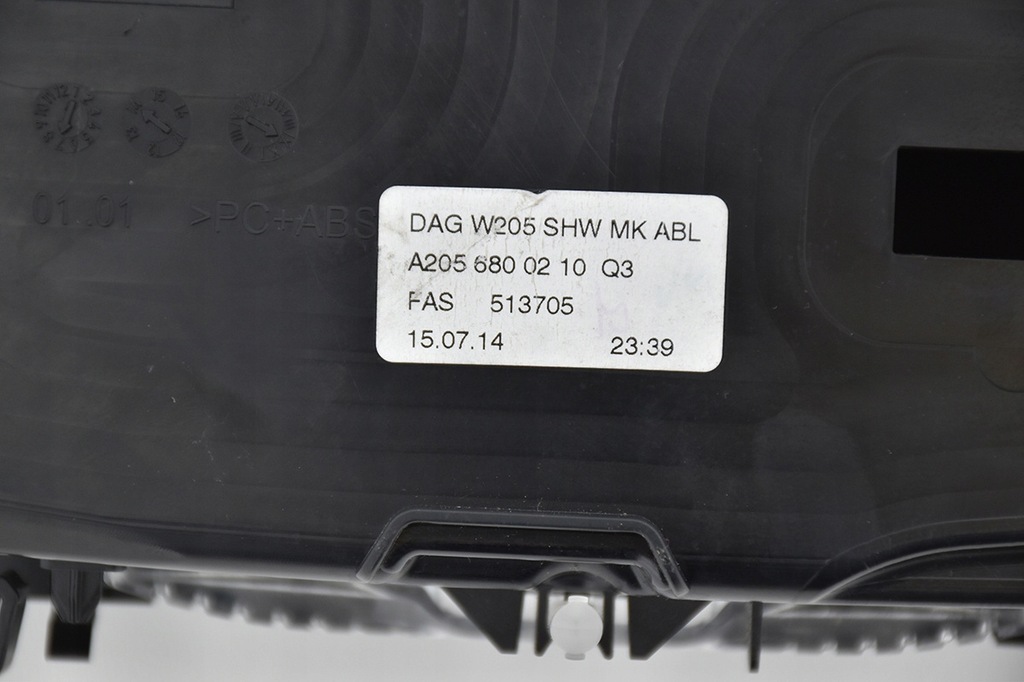 01..01 >PC+ABS
DAG W205 SHW MK ABL
A205 680 02 10 Q3
FAS 513705
15.07.14 23:39